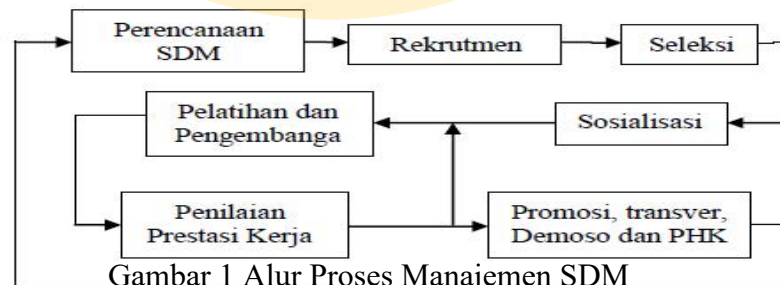 Perencanaan
SDM
Rekrutmen
Seleksi
Pelatihan dan
Pengembanga
Sosialisasi
Penilaian
Prestasi Kerja
Promosi, transver,
Demoso dan PHK
Gambar 1 Alur Proses Manajemen SDM